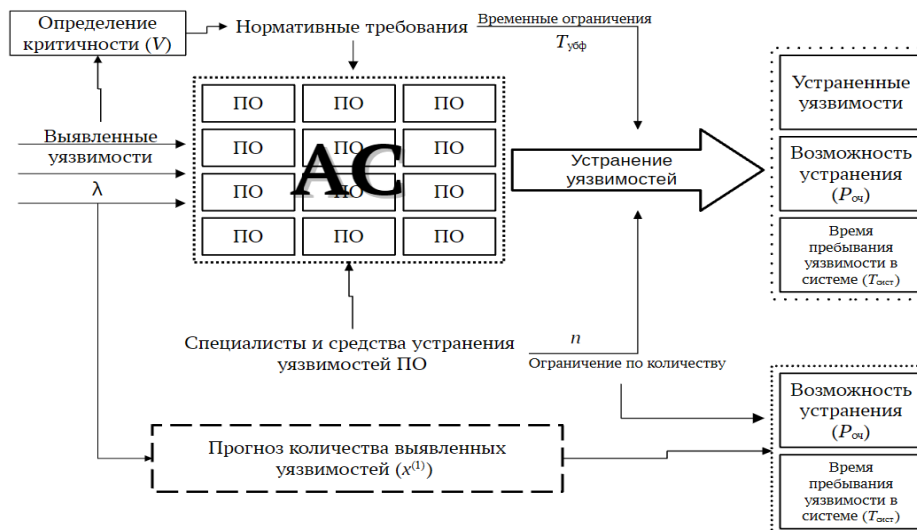 Определение
критичности (V)
Нормативные требования
Временные ограничения
Tубф
Выявленные
уязвимости
λ
ПО ПО ПО
ПО ПО ПО
АС
ПО ПО ПО
ПО ПО ПО
Устранение
уязвимостей
Устраненные
уязвимости
Возможность
устранения
(Pоч)
Время
пребывания
уязвимости в
системе (Tсист)
Специалисты и средства устранения
уязвимостей ПО
n
Ограничение по количеству
Прогноз количества выявленных
уязвимостей (x⁽¹⁾)
Возможность
устранения
(Pоч)
Время
пребывания
уязвимости в
системе (Tсист)